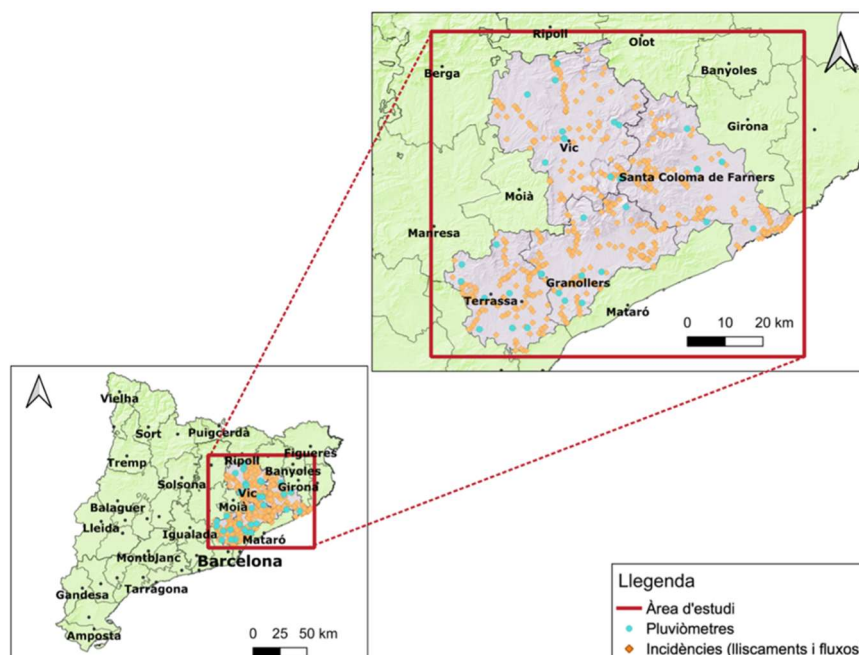 Ripoll
Olot
Berga
Banyoles
Girona
Vic
Santa Coloma de Farners
Moià
Manresa
Granollers
Terrassa
Mataró
0 10 20 km
Vielha
Sort
Puigcerdà
Figueres
Ripoll
Tremp
Banyoles
Solsona
Girona
Vic
Moià
Balaguer
Lleida
Igualada
Mataró
Montblanc
Barcelona
Gandesa
Tarragona
Amposta
0 25 50 km
Llegenda
Àrea d'estudi
Pluviòmetres
Incidències (lliscaments i fluxos